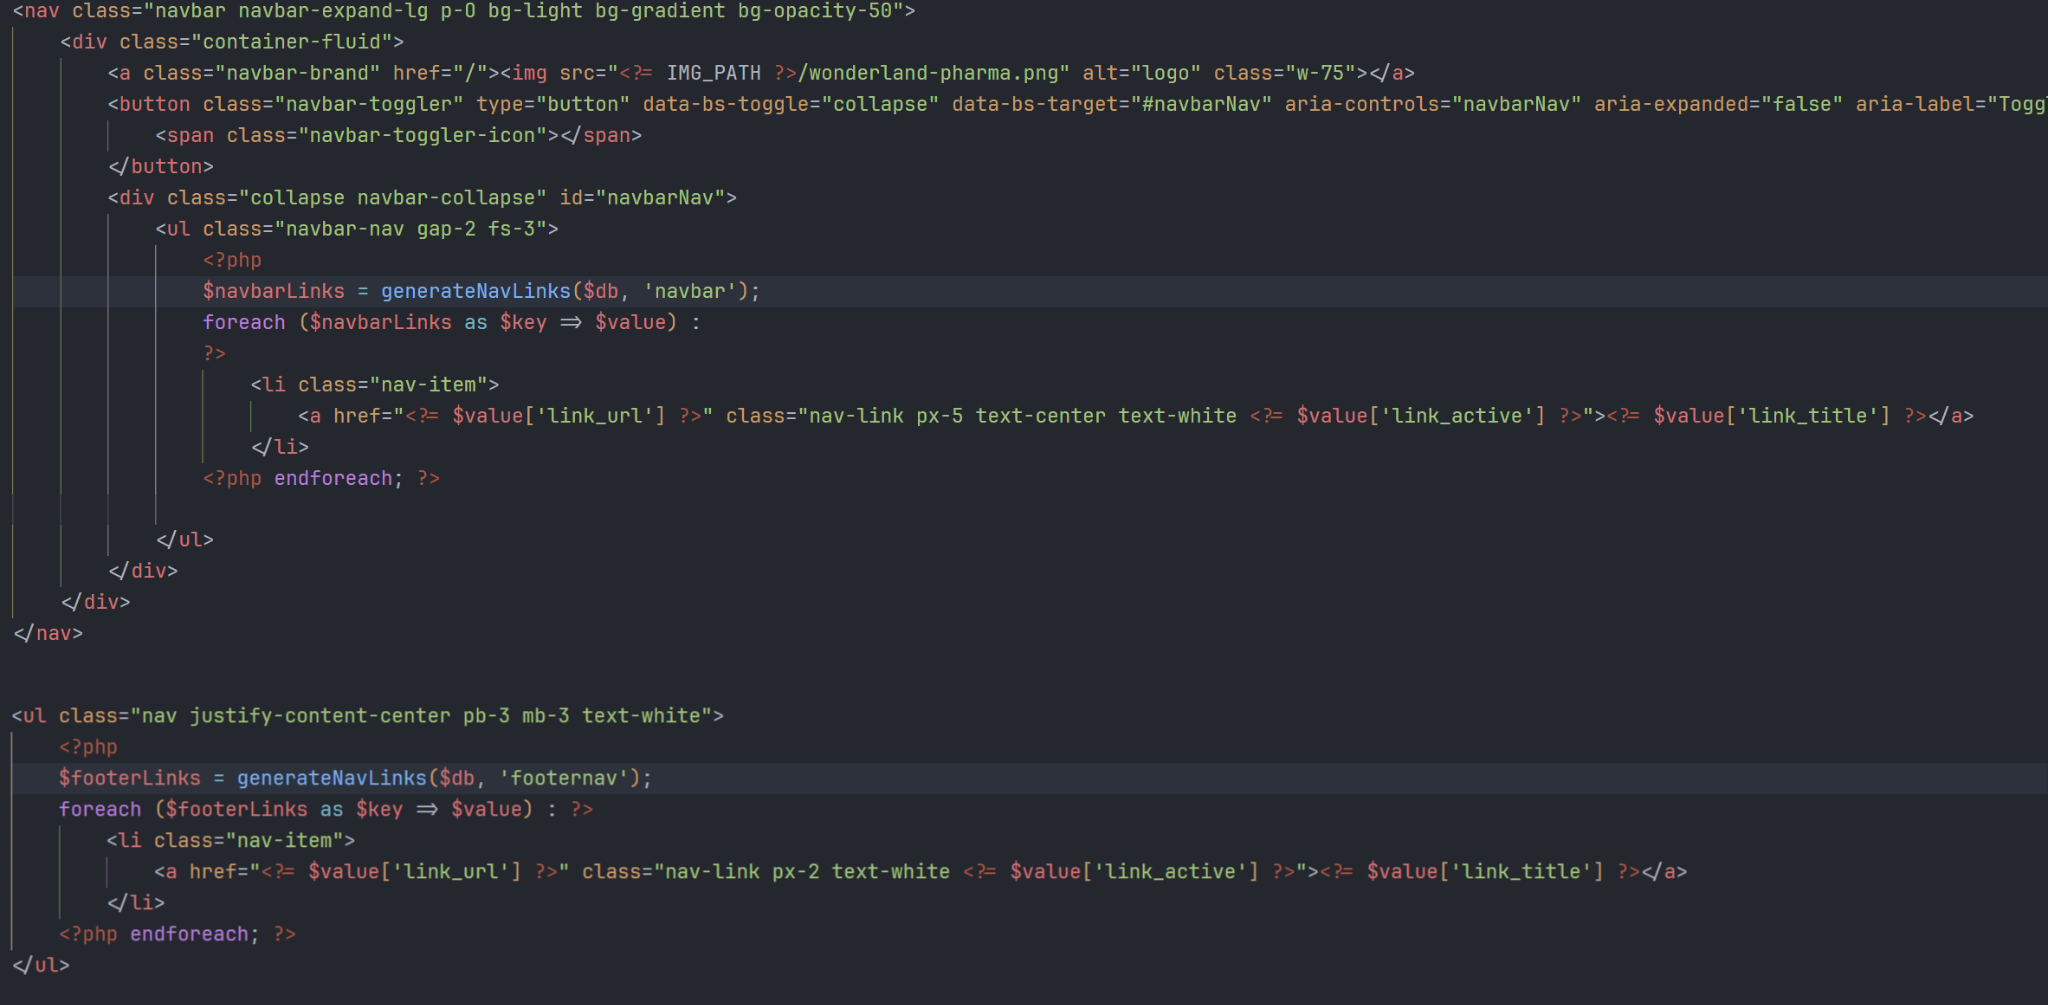 <nav class="navbar navbar-expand-lg p-0 bg-light bg-gradient bg-opacity-50">
<div class="container-fluid">
<a class="navbar-brand" href="/"><img src="<?= IMG_PATH ?>/wonderland-pharma.png" alt="logo" class="w-75"></a>
<button class="navbar-toggler" type="button" data-bs-toggle="collapse" data-bs-target="#navbarNav" aria-controls="navbarNav" aria-expanded="false" aria-label="Togg
<span class="navbar-toggler-icon"></span>
</button>
<div class="collapse navbar-collapse" id="navbarNav">
<ul class="navbar-nav gap-2 fs-3">
<?php
$navbarLinks = generateNavLinks($db, 'navbar');
foreach ($navbarLinks as $key => $value) :
?>
<li class="nav-item">
<a href="<?= $value['link_url'] ?>" class="nav-link px-5 text-center text-white <?= $value['link_active'] ?>"><?= $value['link_title'] ?></a>
</li>
<?php endforeach; ?>
</ul>
</div>
</div>
</nav>
<ul class="nav justify-content-center pb-3 mb-3 text-white">
<?php
$footerLinks = generateNavLinks($db, 'footernav');
foreach ($footerLinks as $key => $value) : ?>
<li class="nav-item">
<a href="<?= $value['link_url'] ?>" class="nav-link px-2 text-white <?= $value['link_active'] ?>"><?= $value['link_title'] ?></a>
</li>
<?php endforeach; ?>
</ul>